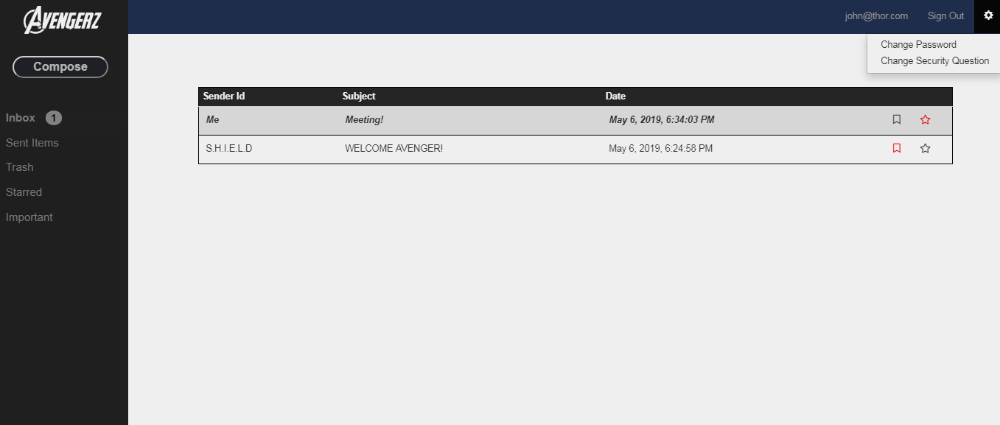 AVENGERZ
john@thor.com Sign Out
Change Password
Change Security Question
Compose
Inbox 1
Sent Items
Trash
Starred
Important
Sender Id Subject Date
Me Meeting! May 6, 2019, 6:34:03 PM
S.H.I.E.L.D WELCOME AVENGER! May 6, 2019, 6:24:58 PM